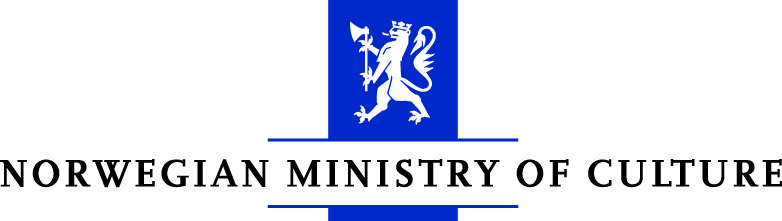 NORWEGIAN MINISTRY OF CULTURE